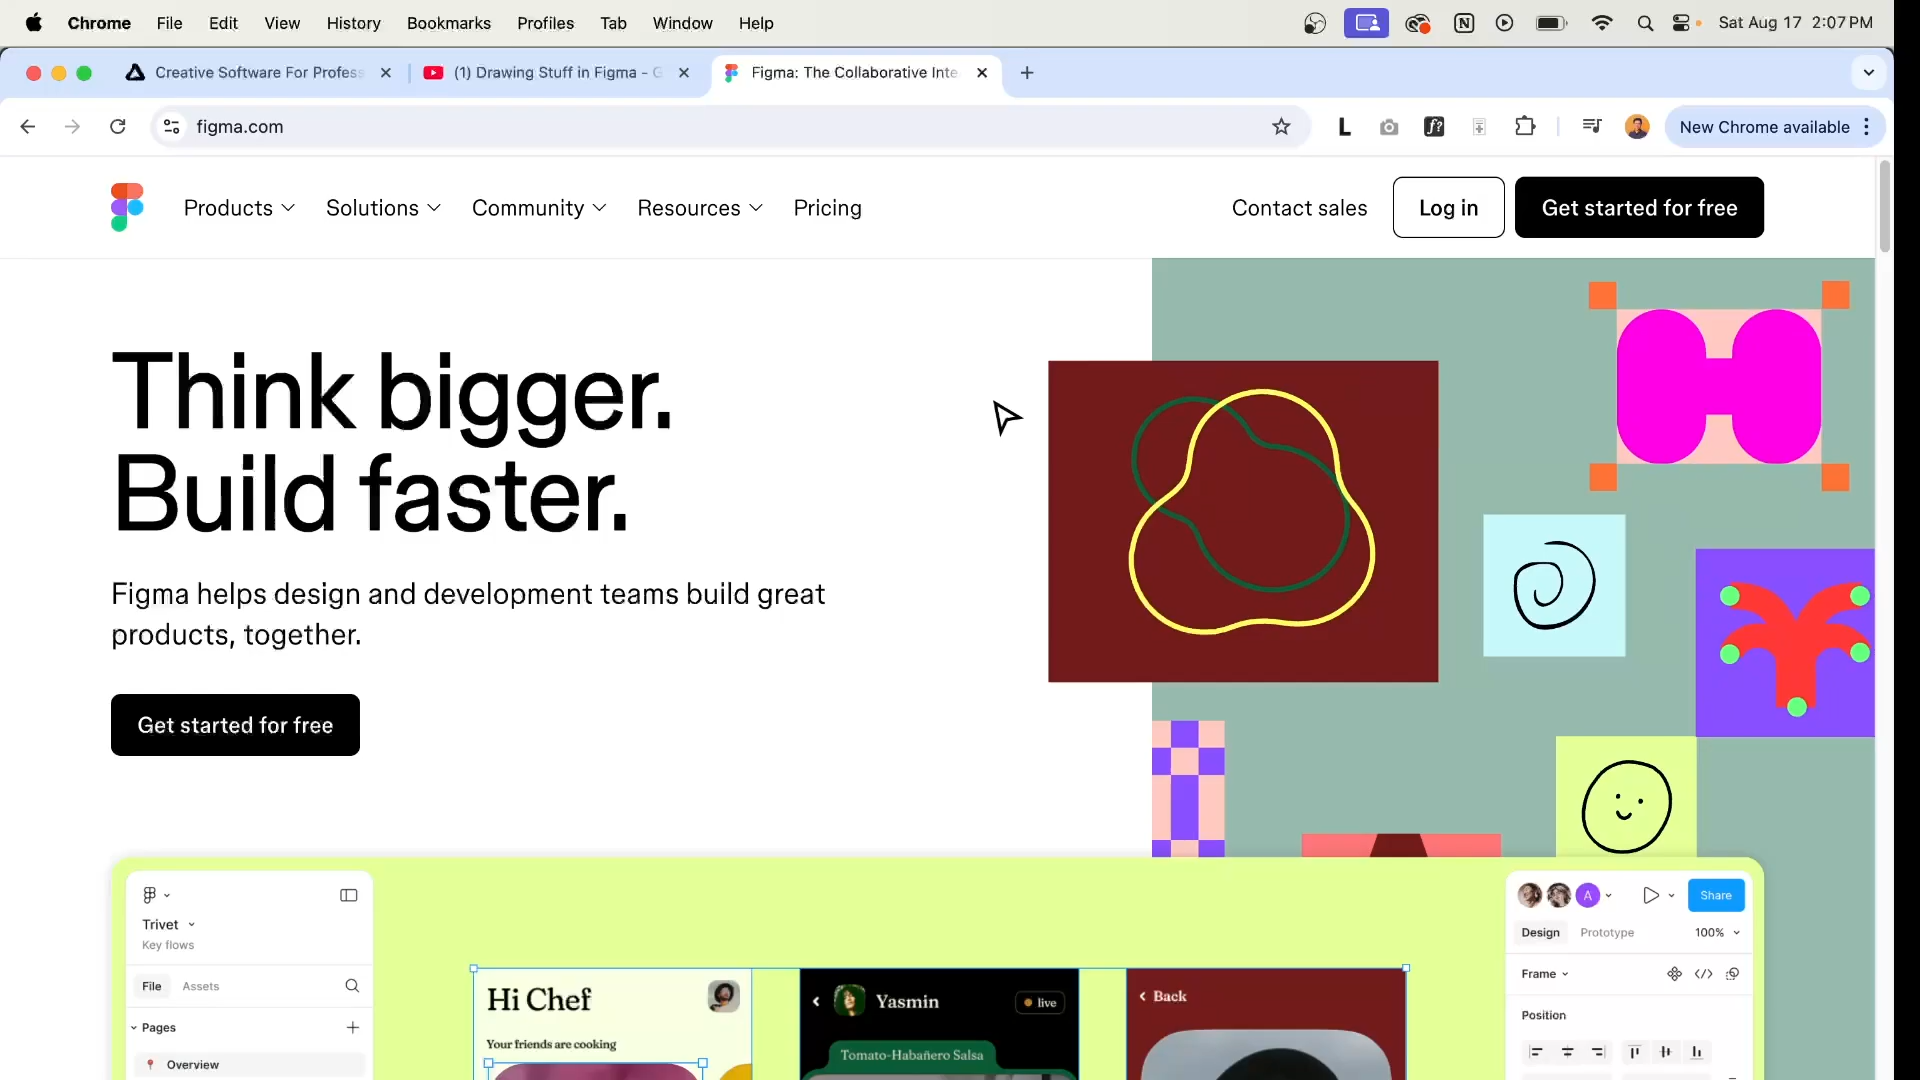 Chrome File Edit View History Bookmarks Profiles Tab Window Help
Sat Aug 17 2:07 PM
Creative Software For Profess
(1) Drawing Stuff in Figma - G
Figma: The Collaborative Inte
figma.com
New Chrome available
Products Solutions Community Resources Pricing
Contact sales Log in Get started for free
Think bigger.
Build faster.
Figma helps design and development teams build great
products, together.
Get started for free
Trivet
Key flows
File Assets
Pages
Overview
Hi Chef
Your friends are cooking
Yasmin live
Tomato-Habañero Salsa
Back
A Share
Design Prototype 100%
Frame
Position